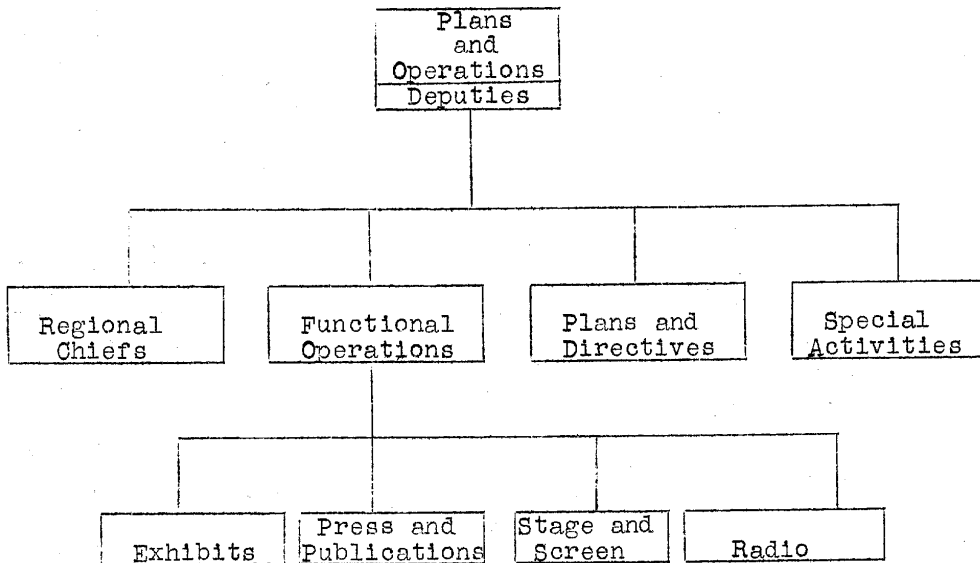 Plans
and
Operations
Deputies
Regional
Chiefs
Functional
Operations
Plans and
Directives
Special
Activities
Exhibits
Press and
Publications
Stage and
Screen
Radio